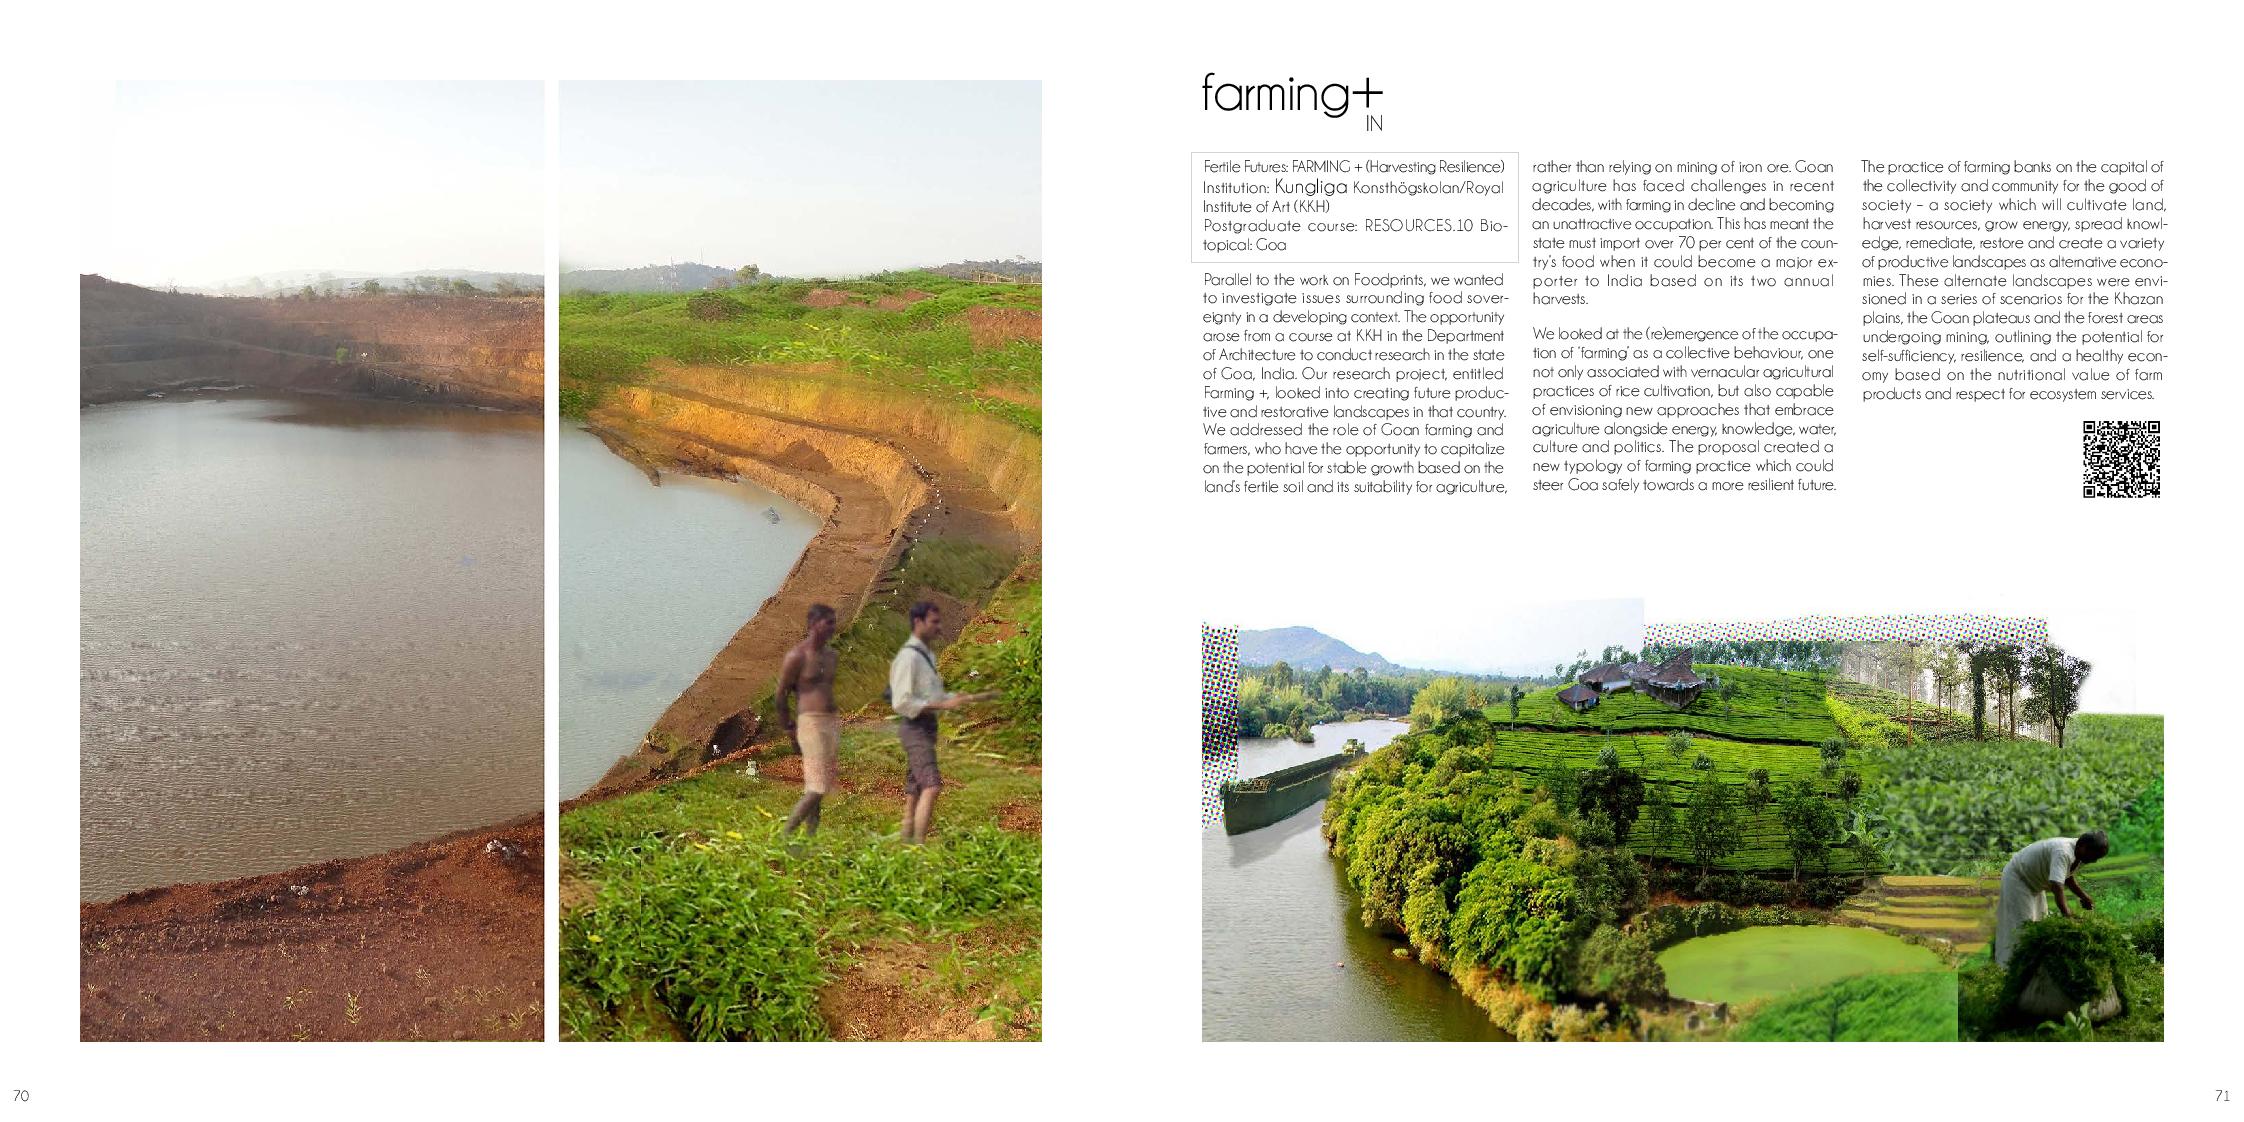 farming+
IN
Fertile Futures: FARMING + (Harvesting Resilience)
Institution: Kungliga Konsthögskolan/Royal
Institute of Art (KKH)
Postgraduate course: RESOURCES.10 Bio-
topical: Goa
Parallel to the work on Foodprints, we wanted
to investigate issues surrounding food sover-
eignty in a developing context. The opportunity
arose from a course at KKH in the Department
of Architecture to conduct research in the state
of Goa, India. Our research project, entitled
Farming +, looked into creating future produc-
tive and restorative landscapes in that country.
We addressed the role of Goan farming and
farmers, who have the opportunity to capitalize
on the potential for stable growth based on the
land's fertile soil and its suitability for agriculture,
rather than relying on mining of iron ore. Goan
agriculture has faced challenges in recent
decades, with farming in decline and becoming
an unattractive occupation. This has meant the
state must import over 70 per cent of the coun-
try's food when it could become a major ex-
porter to India based on its two annual
harvests.
We looked at the (re)emergence of the occupa-
tion of 'farming' as a collective behaviour, one
not only associated with vernacular agricultural
practices of rice cultivation, but also capable
of envisioning new approaches that embrace
agriculture alongside energy, knowledge, water,
culture and politics. The proposal created a
new typology of farming practice which could
steer Goa safely towards a more resilient future.
The practice of farming banks on the capital of
the collectivity and community for the good of
society – a society which will cultivate land,
harvest resources, grow energy, spread knowl-
edge, remediate, restore and create a variety
of productive landscapes as alternative econo-
mies. These alternate landscapes were envi-
sioned in a series of scenarios for the Khazan
plains, the Goan plateaus and the forest areas
undergoing mining, outlining the potential for
self-sufficiency, resilience, and a healthy econ-
omy based on the nutritional value of farm
products and respect for ecosystem services.
70
71